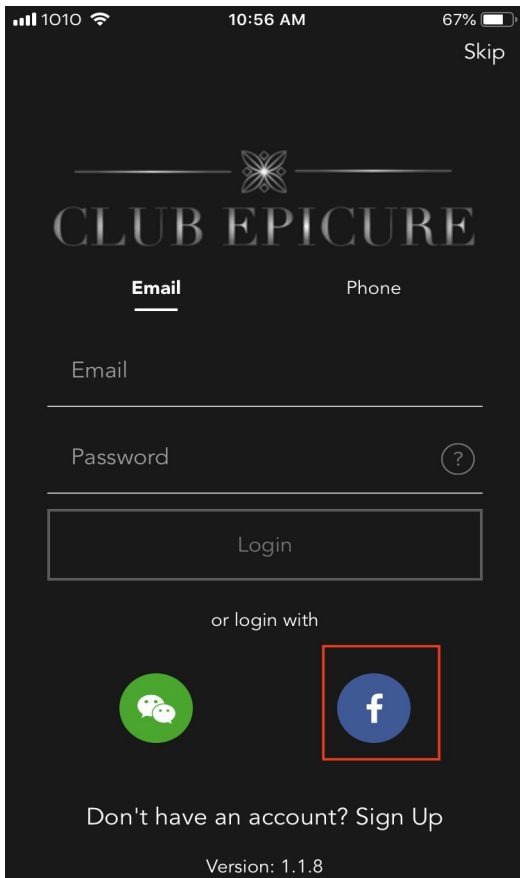 1010 10:56 AM 67%
Skip
CLUB EPICURE
Email Phone
Email
Password ?
Login
or login with
f
Don't have an account? Sign Up
Version: 1.1.8